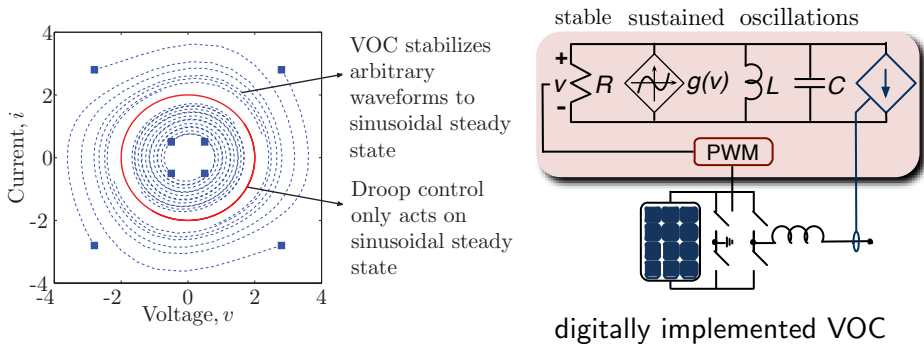 4
2
0
-2
-4
-4
-2
0
2
4
Current, i
Voltage, v
VOC stabilizes
arbitrary
waveforms to
sinusoidal steady
state
Droop control
only acts on
sinusoidal steady
state
stable sustained oscillations
+
v
-
R
g(v)
L
C
PWM
digitally implemented VOC